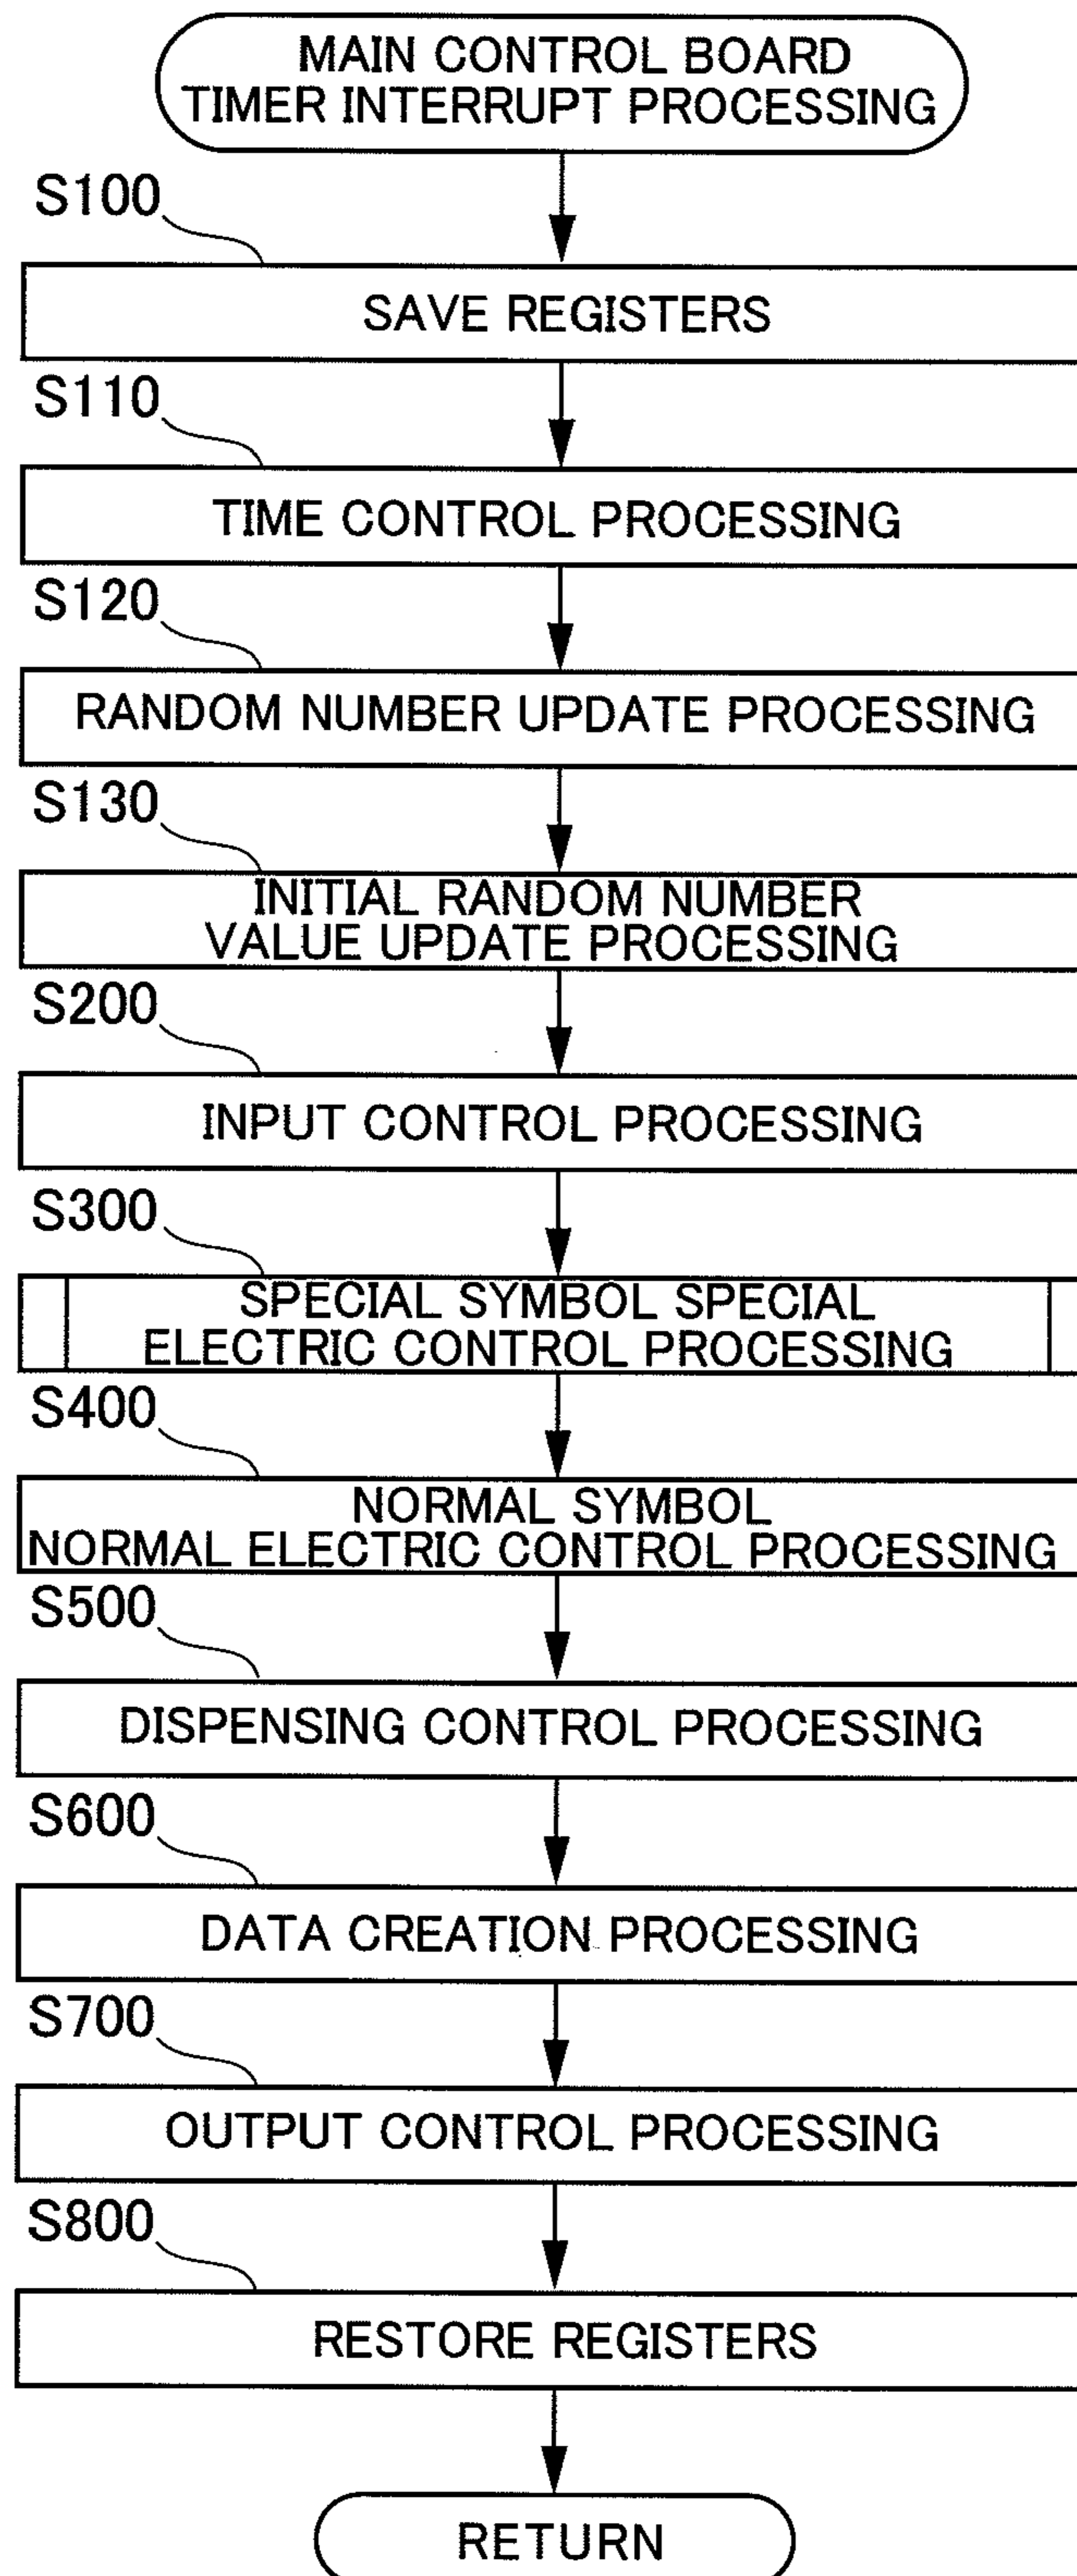 MAIN CONTROL BOARD
TIMER INTERRUPT PROCESSING
S100
SAVE REGISTERS
S110
TIME CONTROL PROCESSING
S120
RANDOM NUMBER UPDATE PROCESSING
S130
INITIAL RANDOM NUMBER
VALUE UPDATE PROCESSING
S200
INPUT CONTROL PROCESSING
S300
SPECIAL SYMBOL SPECIAL
ELECTRIC CONTROL PROCESSING
S400
NORMAL SYMBOL
NORMAL ELECTRIC CONTROL PROCESSING
S500
DISPENSING CONTROL PROCESSING
S600
DATA CREATION PROCESSING
S700
OUTPUT CONTROL PROCESSING
S800
RESTORE REGISTERS
RETURN